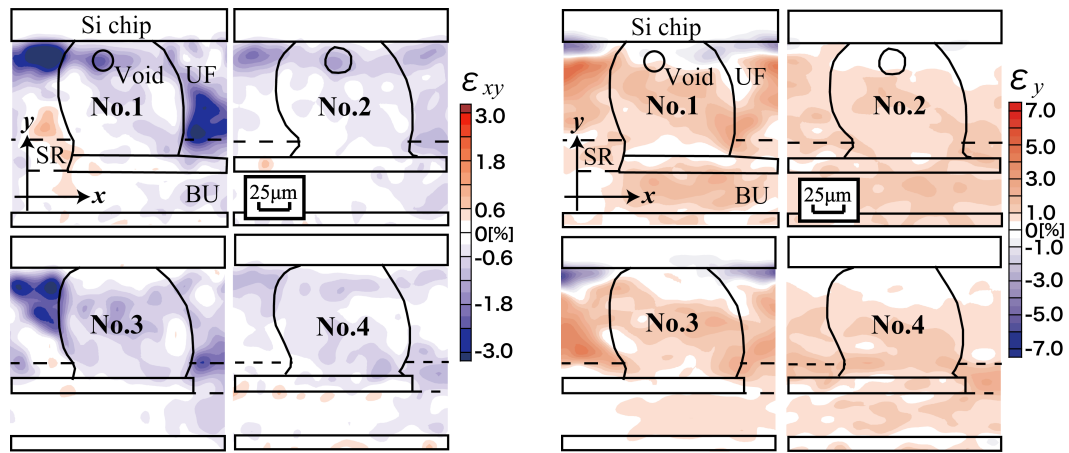 Si chip
Void
UF
No.1
No.2
y
SR
x
BU
25μm
No.3
No.4
εxy
3.0
1.8
0.6
0[%]
-0.6
-1.8
-3.0
Si chip
Void
UF
No.1
No.2
y
SR
x
BU
25μm
No.3
No.4
εy
7.0
5.0
3.0
1.0
0[%]
-1.0
-3.0
-5.0
-7.0